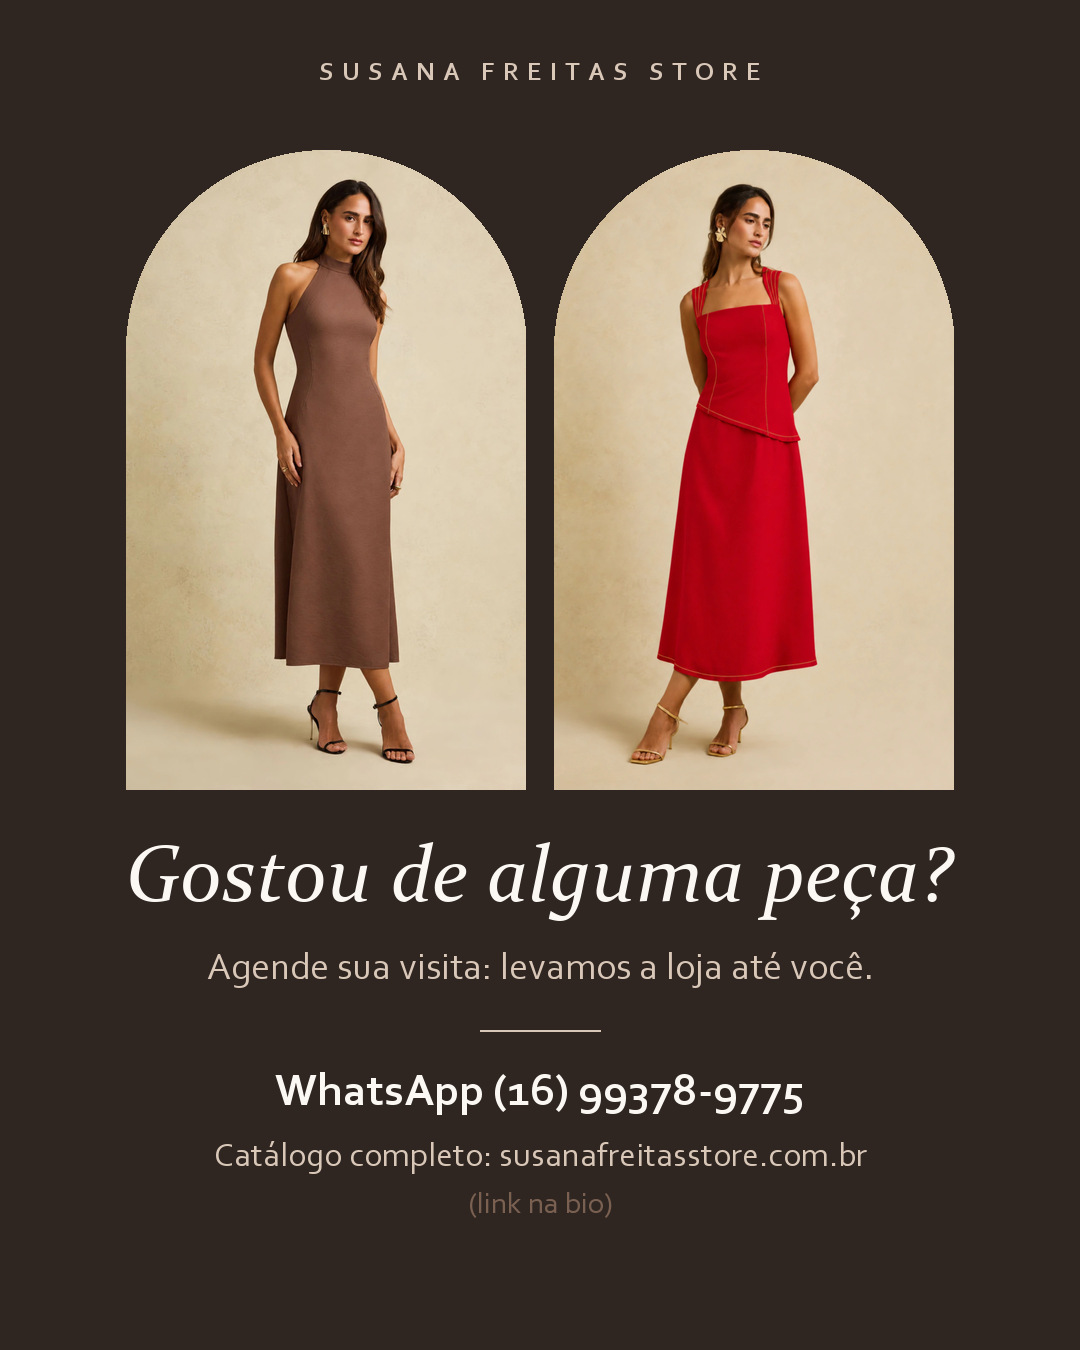 SUSANA FREITAS STORE
Gostou de alguma peça?
Agende sua visita: levamos a loja até você.
WhatsApp (16) 99378-9775
Catálogo completo: susanafreitasstore.com.br
(link na bio)